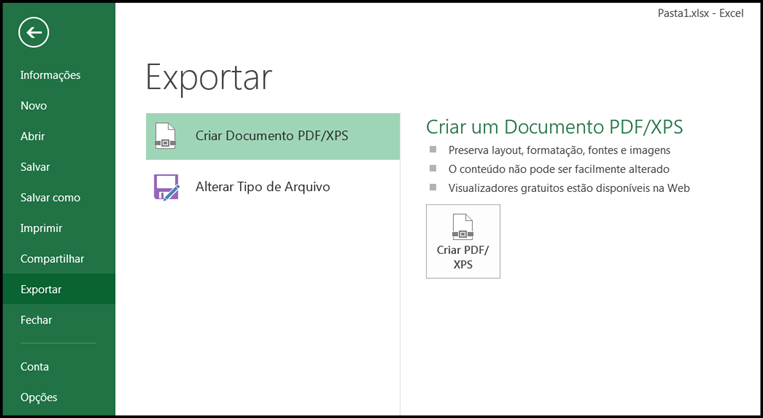 Pasta1.xlsx - Excel
Informações
Novo
Abrir
Salvar
Salvar como
Imprimir
Compartilhar
Exportar
Fechar
Conta
Opções
Exportar
Criar Documento PDF/XPS
Alterar Tipo de Arquivo
Criar um Documento PDF/XPS
Preserva layout, formatação, fontes e imagens
O conteúdo não pode ser facilmente alterado
Visualizadores gratuitos estão disponíveis na Web
Criar PDF/
XPS